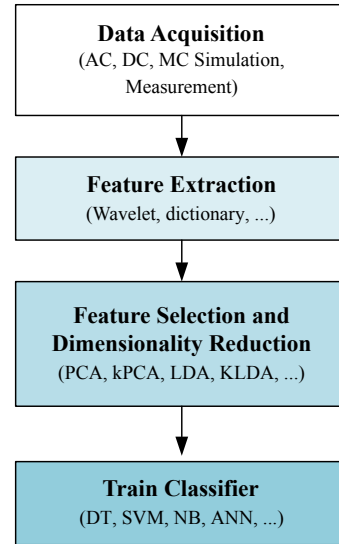 Data Acquisition
(AC, DC, MC Simulation,
Measurement)
Feature Extraction
(Wavelet, dictionary, ...)
Feature Selection and
Dimensionality Reduction
(PCA, kPCA, LDA, KLDA, ...)
Train Classifier
(DT, SVM, NB, ANN, ...)